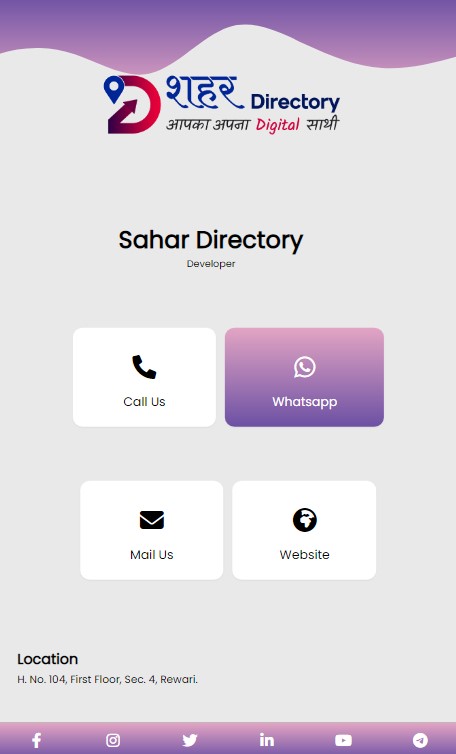 शहर Directory
आपका अपना Digital साथी
Sahar Directory
Developer
Call Us
Whatsapp
Mail Us
Website
Location
H. No. 104, First Floor, Sec. 4, Rewari.